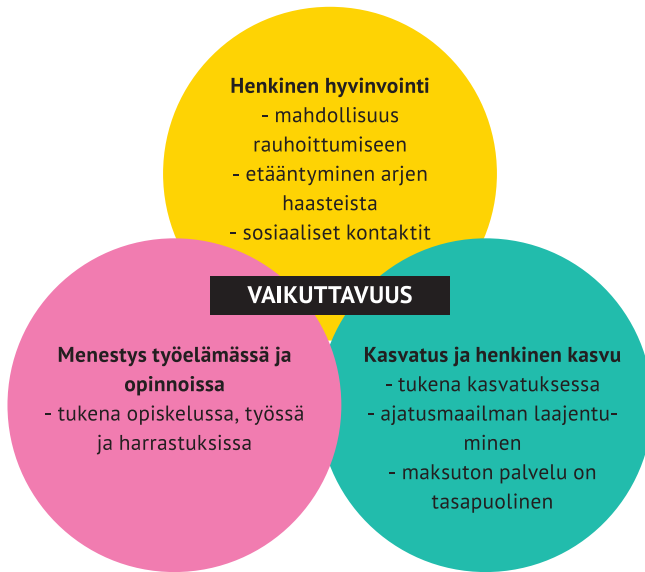 Henkinen hyvinvointi
- mahdollisuus
rauhoittumiseen
- etääntyminen arjen
haasteista
- sosiaaliset kontaktit
VAIKUTTAVUUS
Menestys työelämässä ja
opinnoissa
- tukena opiskelussa, työssä
ja harrastuksissa
Kasvatus ja henkinen kasvu
- tukena kasvatuksessa
- ajatusmaailman laajentu-
minen
- maksuton palvelu on
tasapuolinen